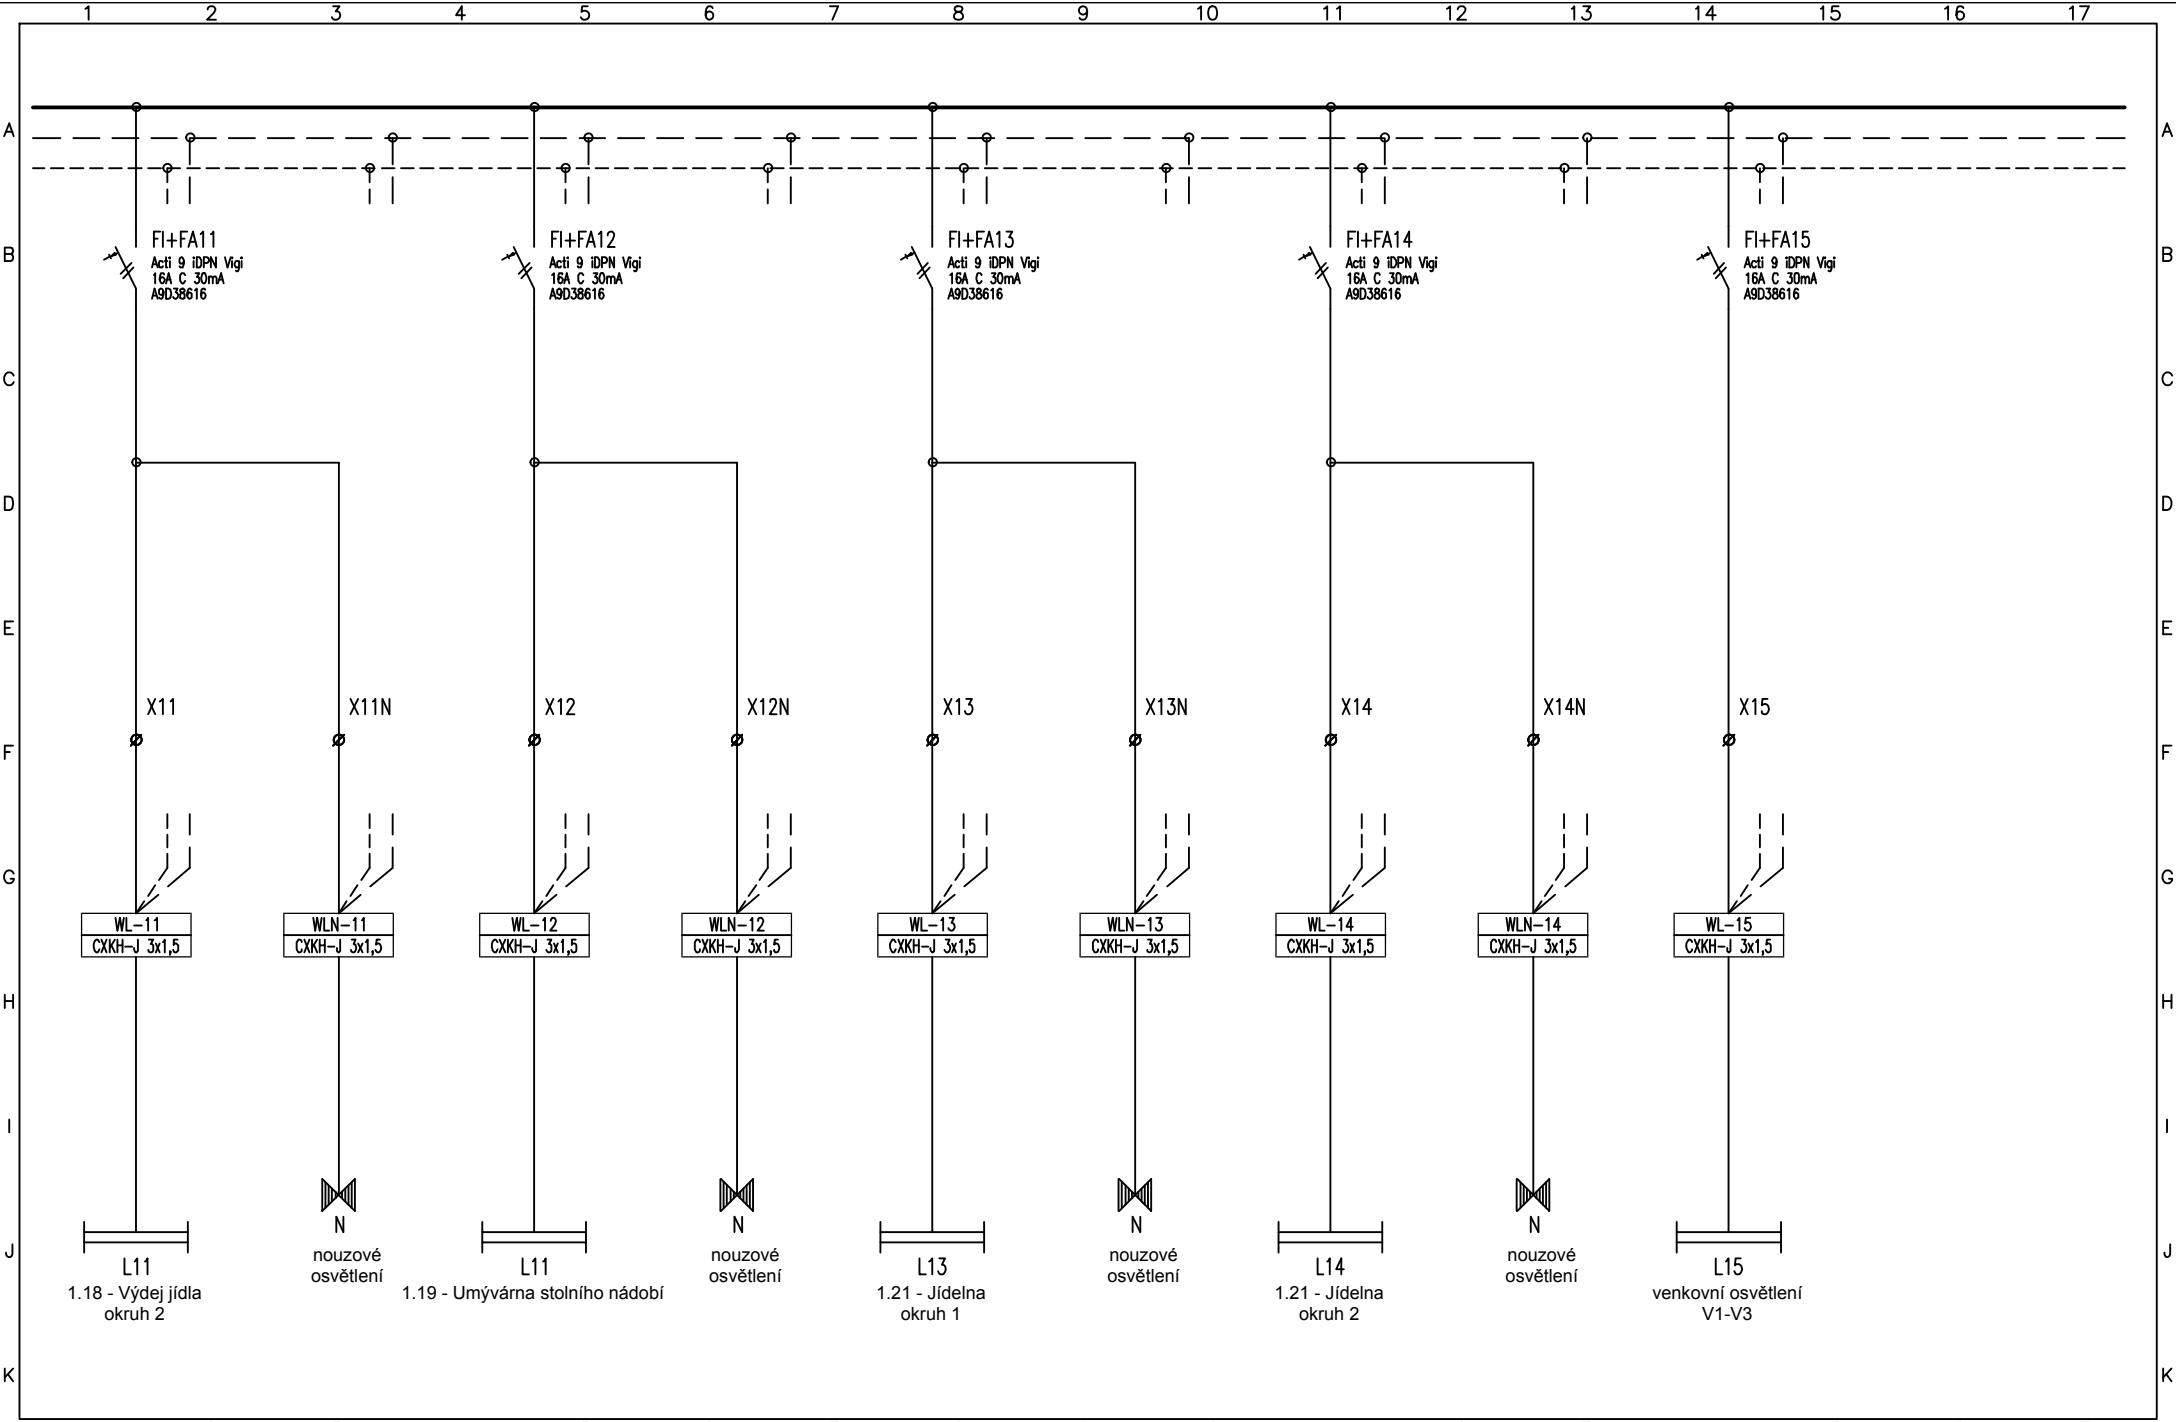 1 2 3 4 5 6 7 8 9 10 11 12 13 14 15 16 17
A A
FI+FA11 FI+FA12 FI+FA13 FI+FA14 FI+FA15
B B
Acti 9 iDPN Vigi Acti 9 iDPN Vigi Acti 9 iDPN Vigi Acti 9 iDPN Vigi Acti 9 iDPN Vigi
16A C 30mA 16A C 30mA 16A C 30mA 16A C 30mA 16A C 30mA
A9D38616 A9D38616 A9D38616 A9D38616 A9D38616
C C
D D
E E
X11 X11N X12 X12N X13 X13N X14 X14N X15
F F
G G
WL-11 WLN-11 WL-12 WLN-12 WL-13 WLN-13 WL-14 WLN-14 WL-15
CXKH-J 3x1,5 CXKH-J 3x1,5 CXKH-J 3x1,5 CXKH-J 3x1,5 CXKH-J 3x1,5 CXKH-J 3x1,5 CXKH-J 3x1,5 CXKH-J 3x1,5 CXKH-J 3x1,5
H H
I I
N N N N
J J
nouzové nouzové nouzové nouzové
osvětlení osvětlení osvětlení osvětlení
L11 L11 L13 L14 L15
1.18 - Výdej jídla 1.19 - Umývárna stolního nádobí 1.21 - Jídelna 1.21 - Jídelna venkovní osvětlení
okruh 2 okruh 1 okruh 2 V1-V3
K K